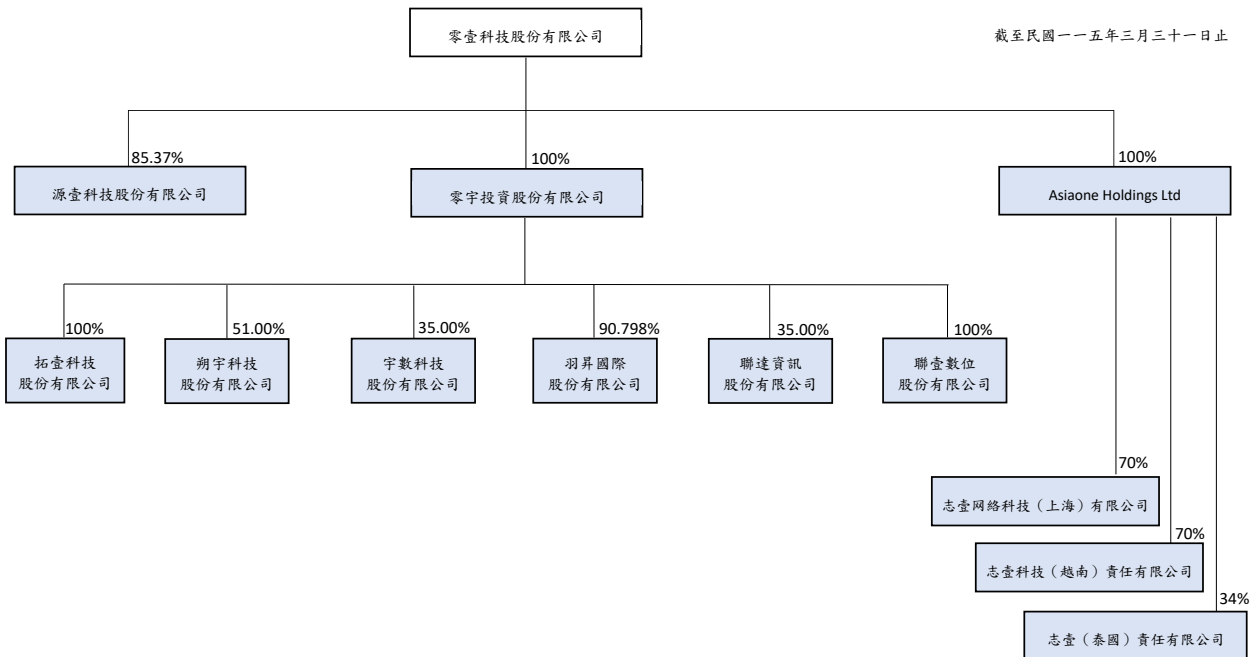 零壹科技股份有限公司
截至民國一一五年三月三十一日止
85.37%
100%
100%
源壹科技股份有限公司
零宇投資股份有限公司
Asiaone Holdings Ltd
100%
51.00%
35.00%
90.798%
35.00%
100%
拓壹科技
股份有限公司
朔宇科技
股份有限公司
宇數科技
股份有限公司
羽昇國際
股份有限公司
聯達資訊
股份有限公司
聯壹數位
股份有限公司
70%
志壹网络科技（上海）有限公司
70%
志壹科技（越南）責任有限公司
34%
志壹（泰國）責任有限公司